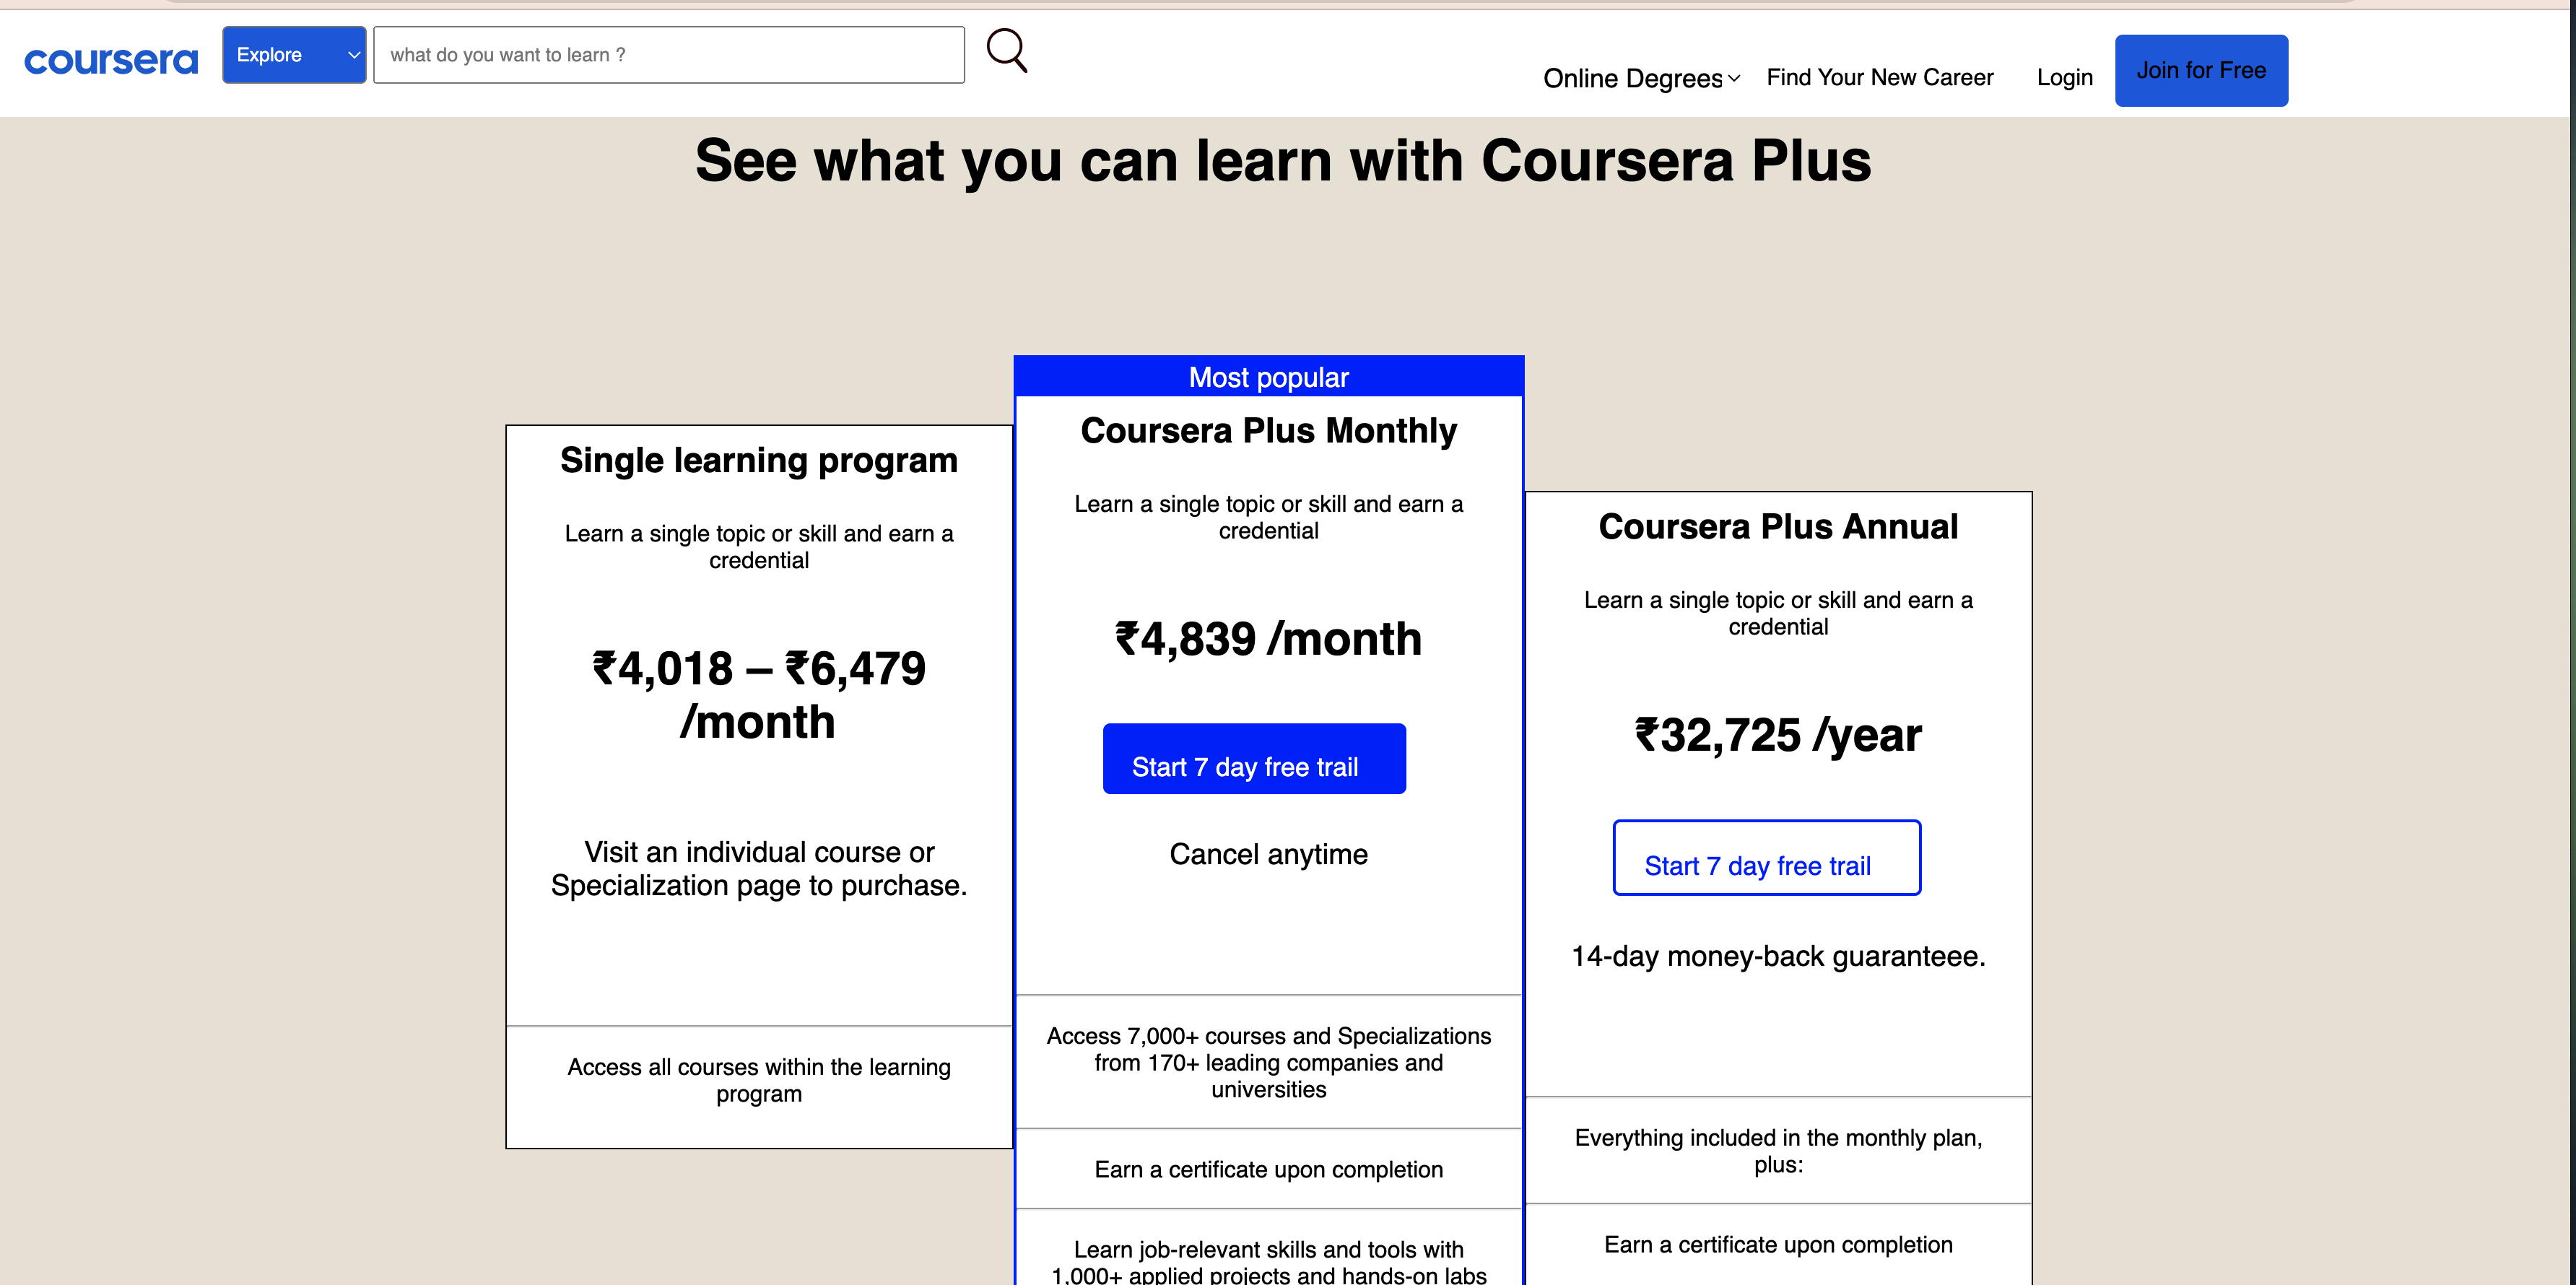 coursera
Explore
what do you want to learn ?
Online Degrees
Find Your New Career
Login
Join for Free
See what you can learn with Coursera Plus
Single learning program
Learn a single topic or skill and earn a
credential
₹4,018 – ₹6,479
/month
Visit an individual course or
Specialization page to purchase.
Access all courses within the learning
program
Most popular
Coursera Plus Monthly
Learn a single topic or skill and earn a
credential
₹4,839 /month
Start 7 day free trail
Cancel anytime
Access 7,000+ courses and Specializations
from 170+ leading companies and
universities
Earn a certificate upon completion
Learn job-relevant skills and tools with
1,000+ applied projects and hands-on labs
Coursera Plus Annual
Learn a single topic or skill and earn a
credential
₹32,725 /year
Start 7 day free trail
14-day money-back guaranteee.
Everything included in the monthly plan,
plus:
Earn a certificate upon completion